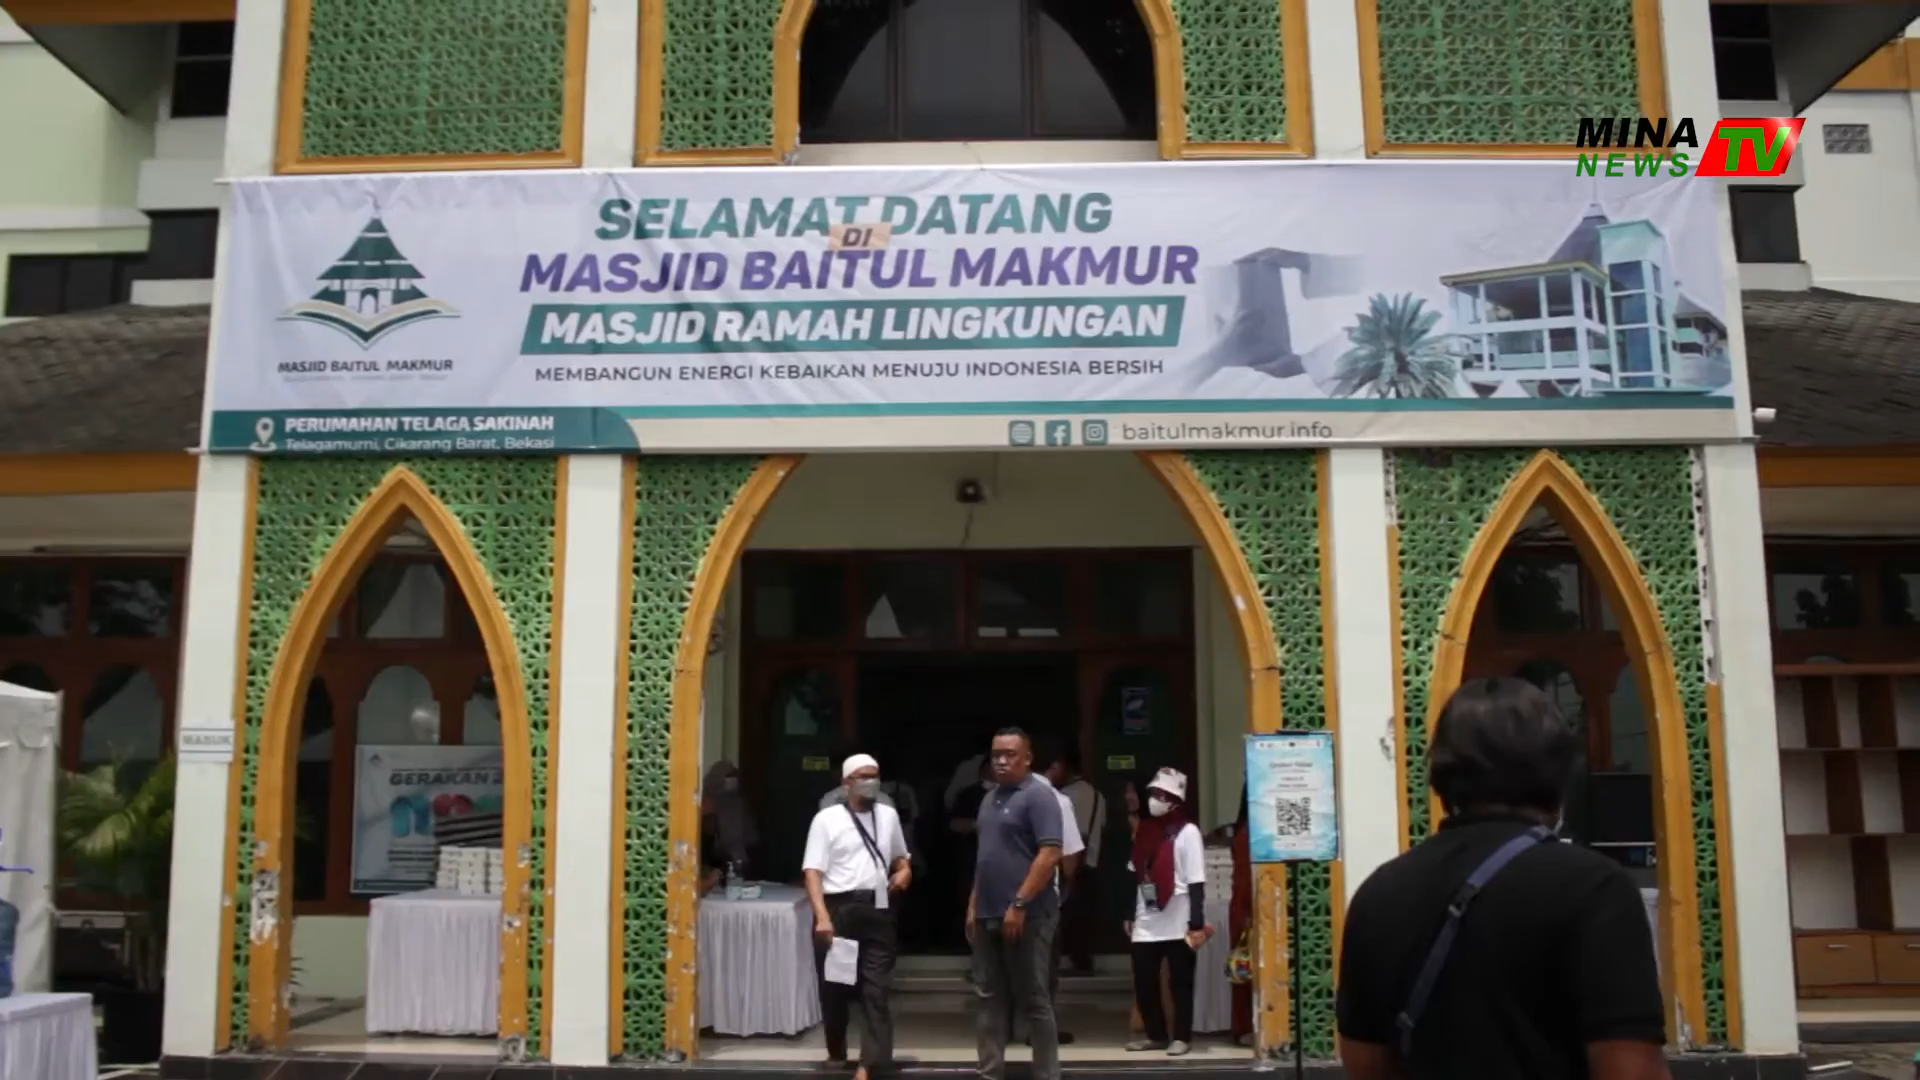 MINA
NEWS TV
SELAMAT DATANG
DI
MASJID BAITUL MAKMUR
MASJID RAMAH LINGKUNGAN
MEMBANGUN ENERGI KEBAIKAN MENUJU INDONESIA BERSIH
MASJID BAITUL MAKMUR
PERUMAHAN TELAGA SAKINAH
Telagamurni, Cikarang Barat, Bekasi
baitulmakmur.info
MASUK
GERAKAN